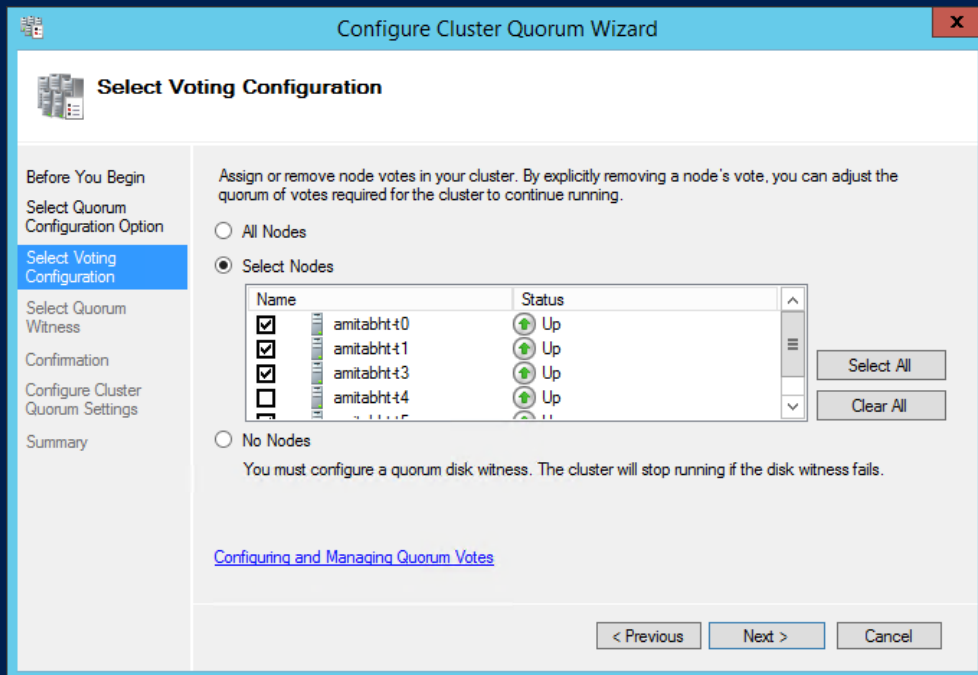 Configure Cluster Quorum Wizard
x
Select Voting Configuration
Before You Begin
Select Quorum
Configuration Option
Select Voting
Configuration
Select Quorum
Witness
Confirmation
Configure Cluster
Quorum Settings
Summary
Assign or remove node votes in your cluster. By explicitly removing a node's vote, you can adjust the
quorum of votes required for the cluster to continue running.
All Nodes
Select Nodes
Name Status
amitabht-t0 Up
amitabht-t1 Up
amitabht-t3 Up
amitabht-t4 Up
Select All
Clear All
No Nodes
You must configure a quorum disk witness. The cluster will stop running if the disk witness fails.
Configuring and Managing Quorum Votes
< Previous Next > Cancel